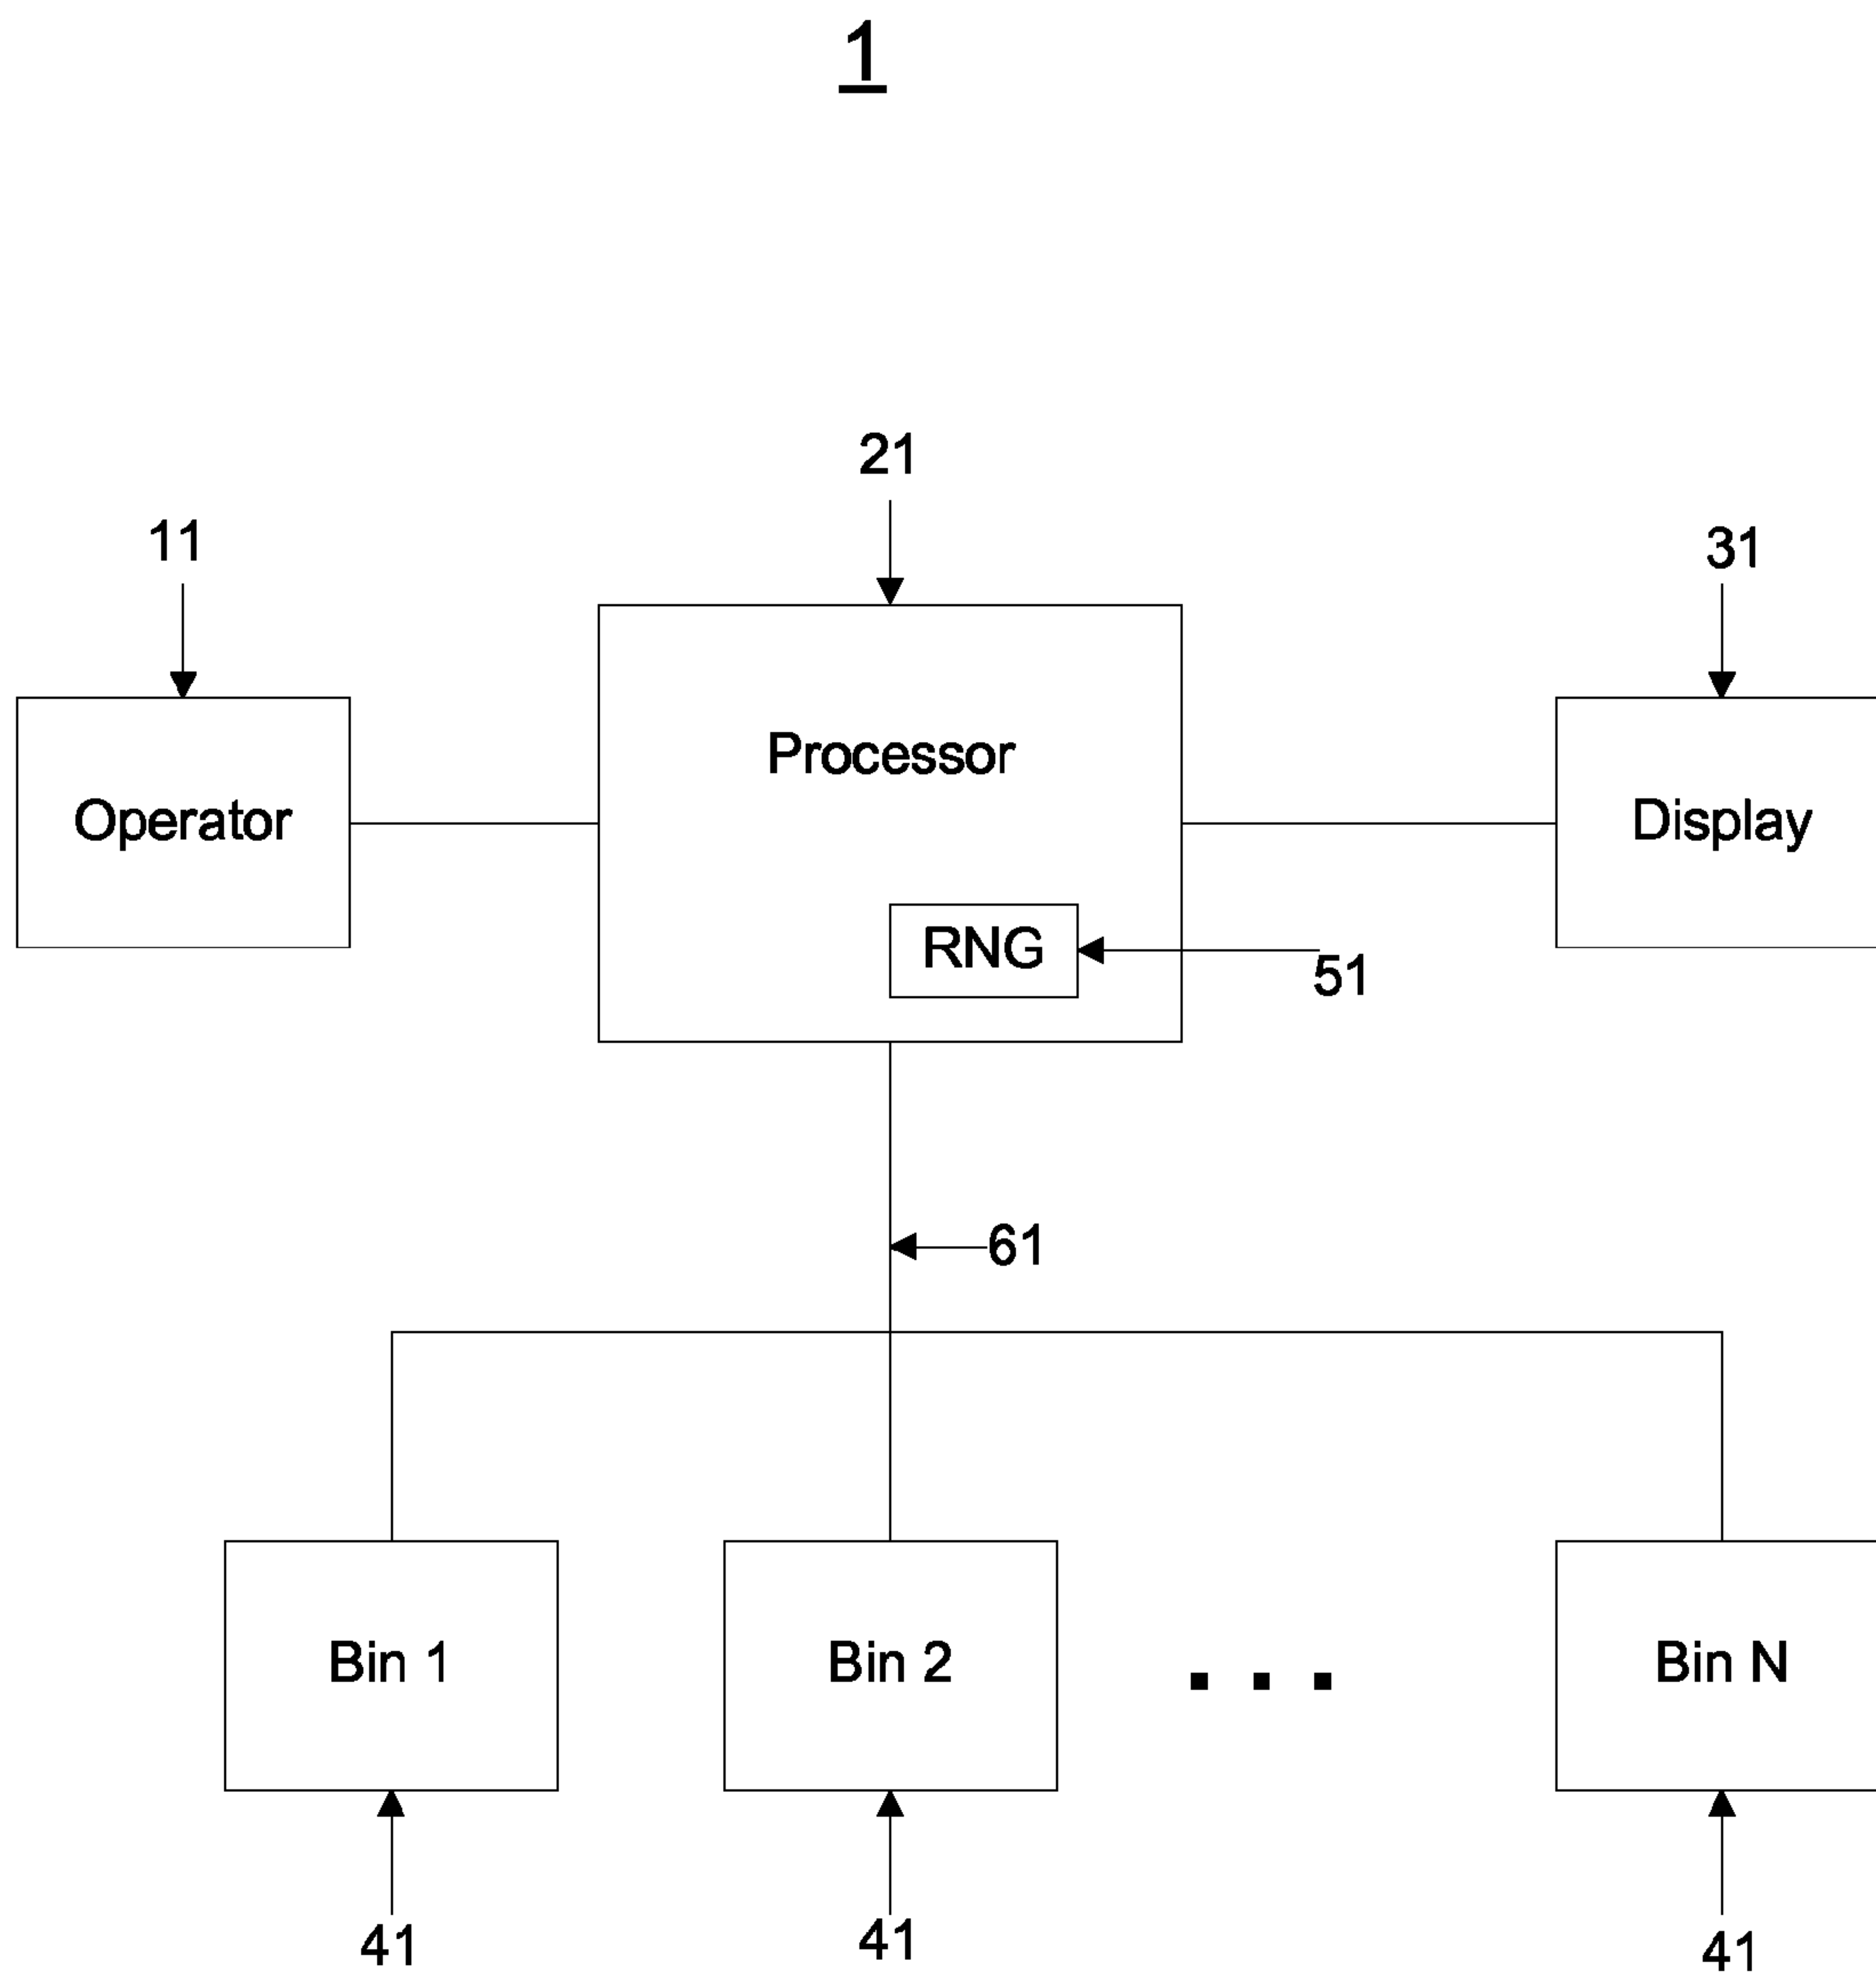 1
21
11
31
Processor
Operator
Display
RNG
51
61
Bin 1
Bin 2
. . .
Bin N
41
41
41